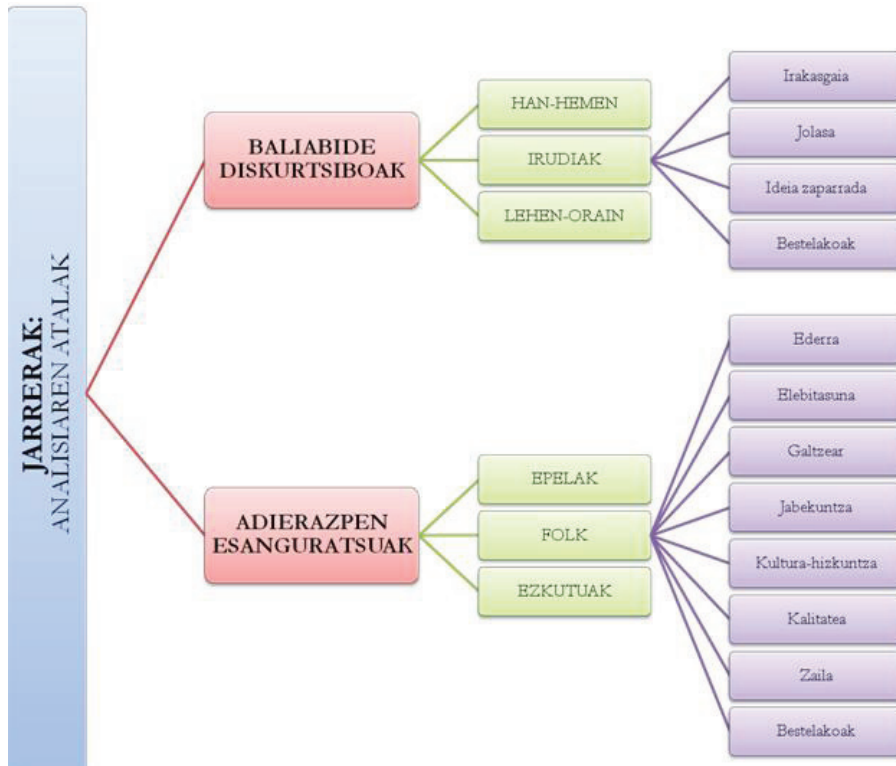 JARRERAK:
ANALISIAREN ATALAK
BALIABIDE
DISKURTSIBOAK
HAN-HEMEN
IRUDIAK
LEHEN-ORAIN
Irakasgaia
Jolasa
Ideia zaparrada
Bestelakoak
ADIERAZPEN
ESANGURATSUAK
EPELAK
FOLK
EZKUTUAK
Ederra
Elebitasuna
Galtzear
Jabekuntza
Kultura-hizkuntza
Kalitatea
Zaila
Bestelakoak